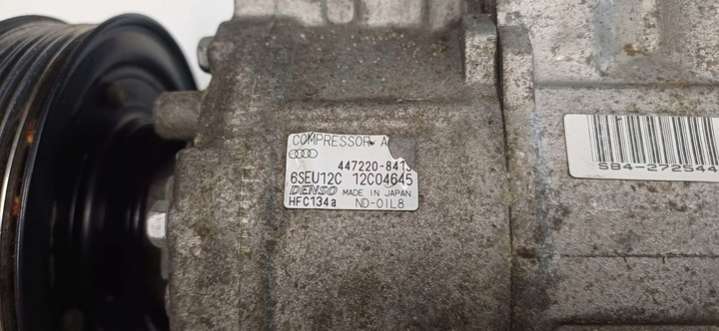 COMPRESSOR A
447220-841
6SEU12C 12C04645
DENSO MADE IN JAPAN
HFC134a ND-OIL8
SB4-272544